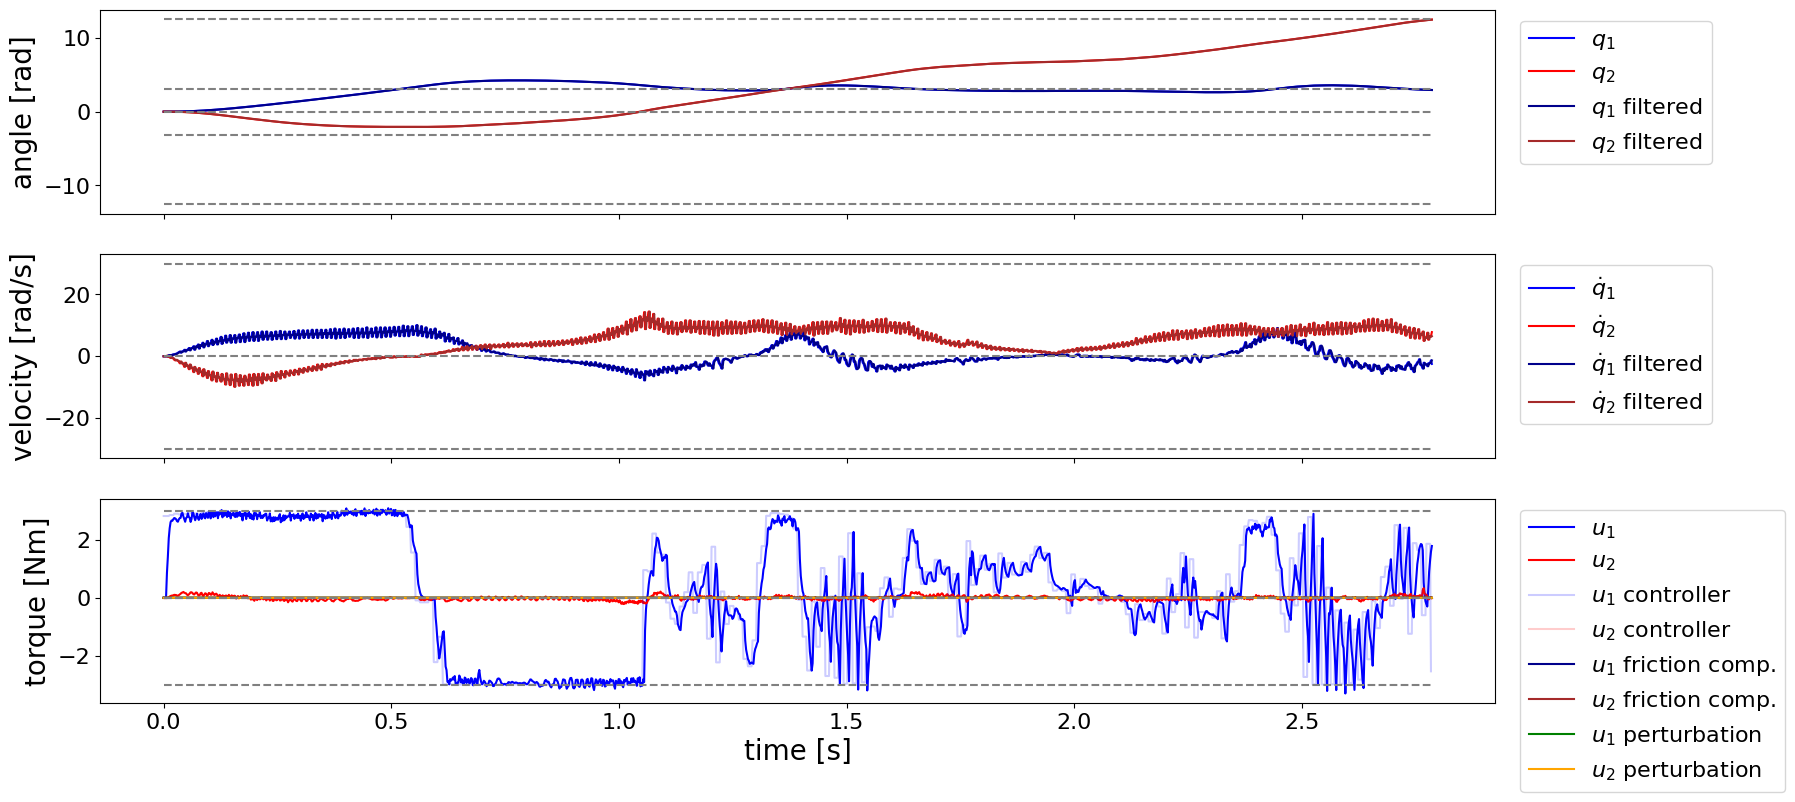 angle [rad]
10
0
−10
q₁
q₂
q₁ filtered
q₂ filtered
velocity [rad/s]
20
0
−20
q̇₁
q̇₂
q̇₁ filtered
q̇₂ filtered
torque [Nm]
2
0
−2
0.0 0.5 1.0 1.5 2.0 2.5
time [s]
u₁
u₂
u₁ controller
u₂ controller
u₁ friction comp.
u₂ friction comp.
u₁ perturbation
u₂ perturbation